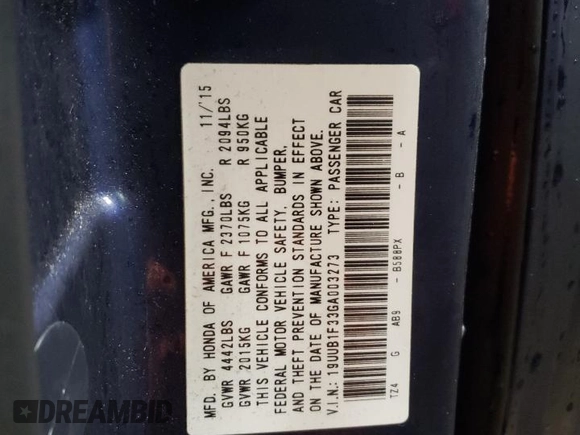 MFD. BY HONDA OF AMERICA MFG., INC. 11/'15
GVWR 4442LBS GAWR F 2370LBS R 2094LBS
GVWR 2015KG GAWR F 1075KG R 950KG
THIS VEHICLE CONFORMS TO ALL APPLICABLE
FEDERAL MOTOR VEHICLE SAFETY, BUMPER,
AND THEFT PREVENTION STANDARDS IN EFFECT
ON THE DATE OF MANUFACTURE SHOWN ABOVE.
V.I.N.: 19UUB1F33GA003273 TYPE: PASSENGER CAR
TZ4 G AB9 - B588PX - B - A
DREAMBID